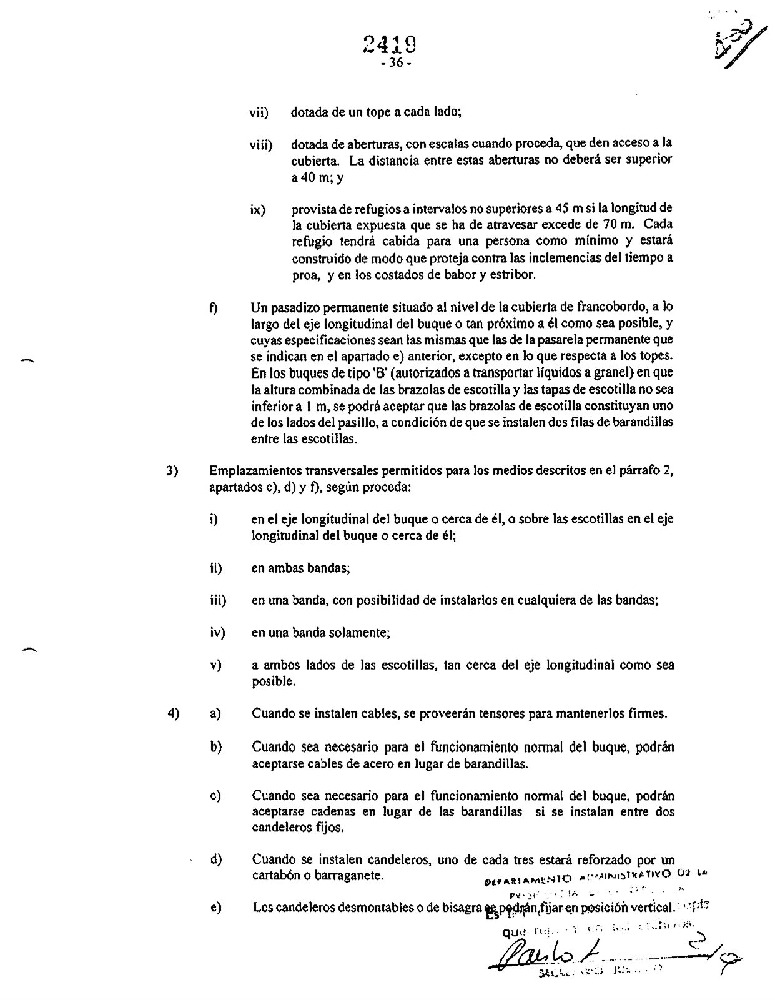 2419
- 36 -
vii) dotada de un tope a cada lado;
viii) dotada de aberturas, con escalas cuando proceda, que den acceso a la
cubierta. La distancia entre estas aberturas no deberá ser superior
a 40 m; y
ix) provista de refugios a intervalos no superiores a 45 m si la longitud de
la cubierta expuesta que se ha de atravesar excede de 70 m. Cada
refugio tendrá cabida para una persona como mínimo y estará
construido de modo que proteja contra las inclemencias del tiempo a
proa, y en los costados de babor y estribor.
f) Un pasadizo permanente situado al nivel de la cubierta de francobordo, a lo
largo del eje longitudinal del buque o tan próximo a él como sea posible, y
cuyas especificaciones sean las mismas que las de la pasarela permanente que
se indican en el apartado e) anterior, excepto en lo que respecta a los topes.
En los buques de tipo 'B' (autorizados a transportar líquidos a granel) en que
la altura combinada de las brazolas de escotilla y las tapas de escotilla no sea
inferior a 1 m, se podrá aceptar que las brazolas de escotilla constituyan uno
de los lados del pasillo, a condición de que se instalen dos filas de barandillas
entre las escotillas.
3) Emplazamientos transversales permitidos para los medios descritos en el párrafo 2,
apartados c), d) y f), según proceda:
i) en el eje longitudinal del buque o cerca de él, o sobre las escotillas en el eje
longitudinal del buque o cerca de él;
ii) en ambas bandas;
iii) en una banda, con posibilidad de instalarlos en cualquiera de las bandas;
iv) en una banda solamente;
v) a ambos lados de las escotillas, tan cerca del eje longitudinal como sea
posible.
4) a) Cuando se instalen cables, se proveerán tensores para mantenerlos firmes.
b) Cuando sea necesario para el funcionamiento normal del buque, podrán
aceptarse cables de acero en lugar de barandillas.
c) Cuando sea necesario para el funcionamiento normal del buque, podrán
aceptarse cadenas en lugar de las barandillas si se instalan entre dos
candeleros fijos.
d) Cuando se instalen candeleros, uno de cada tres estará reforzado por un
cartabón o barraganete.
DEPARTAMENTO ADMINISTRATIVO DE LA
e) Los candeleros desmontables o de bisagra se podrán fijar en posición vertical.
Es
que